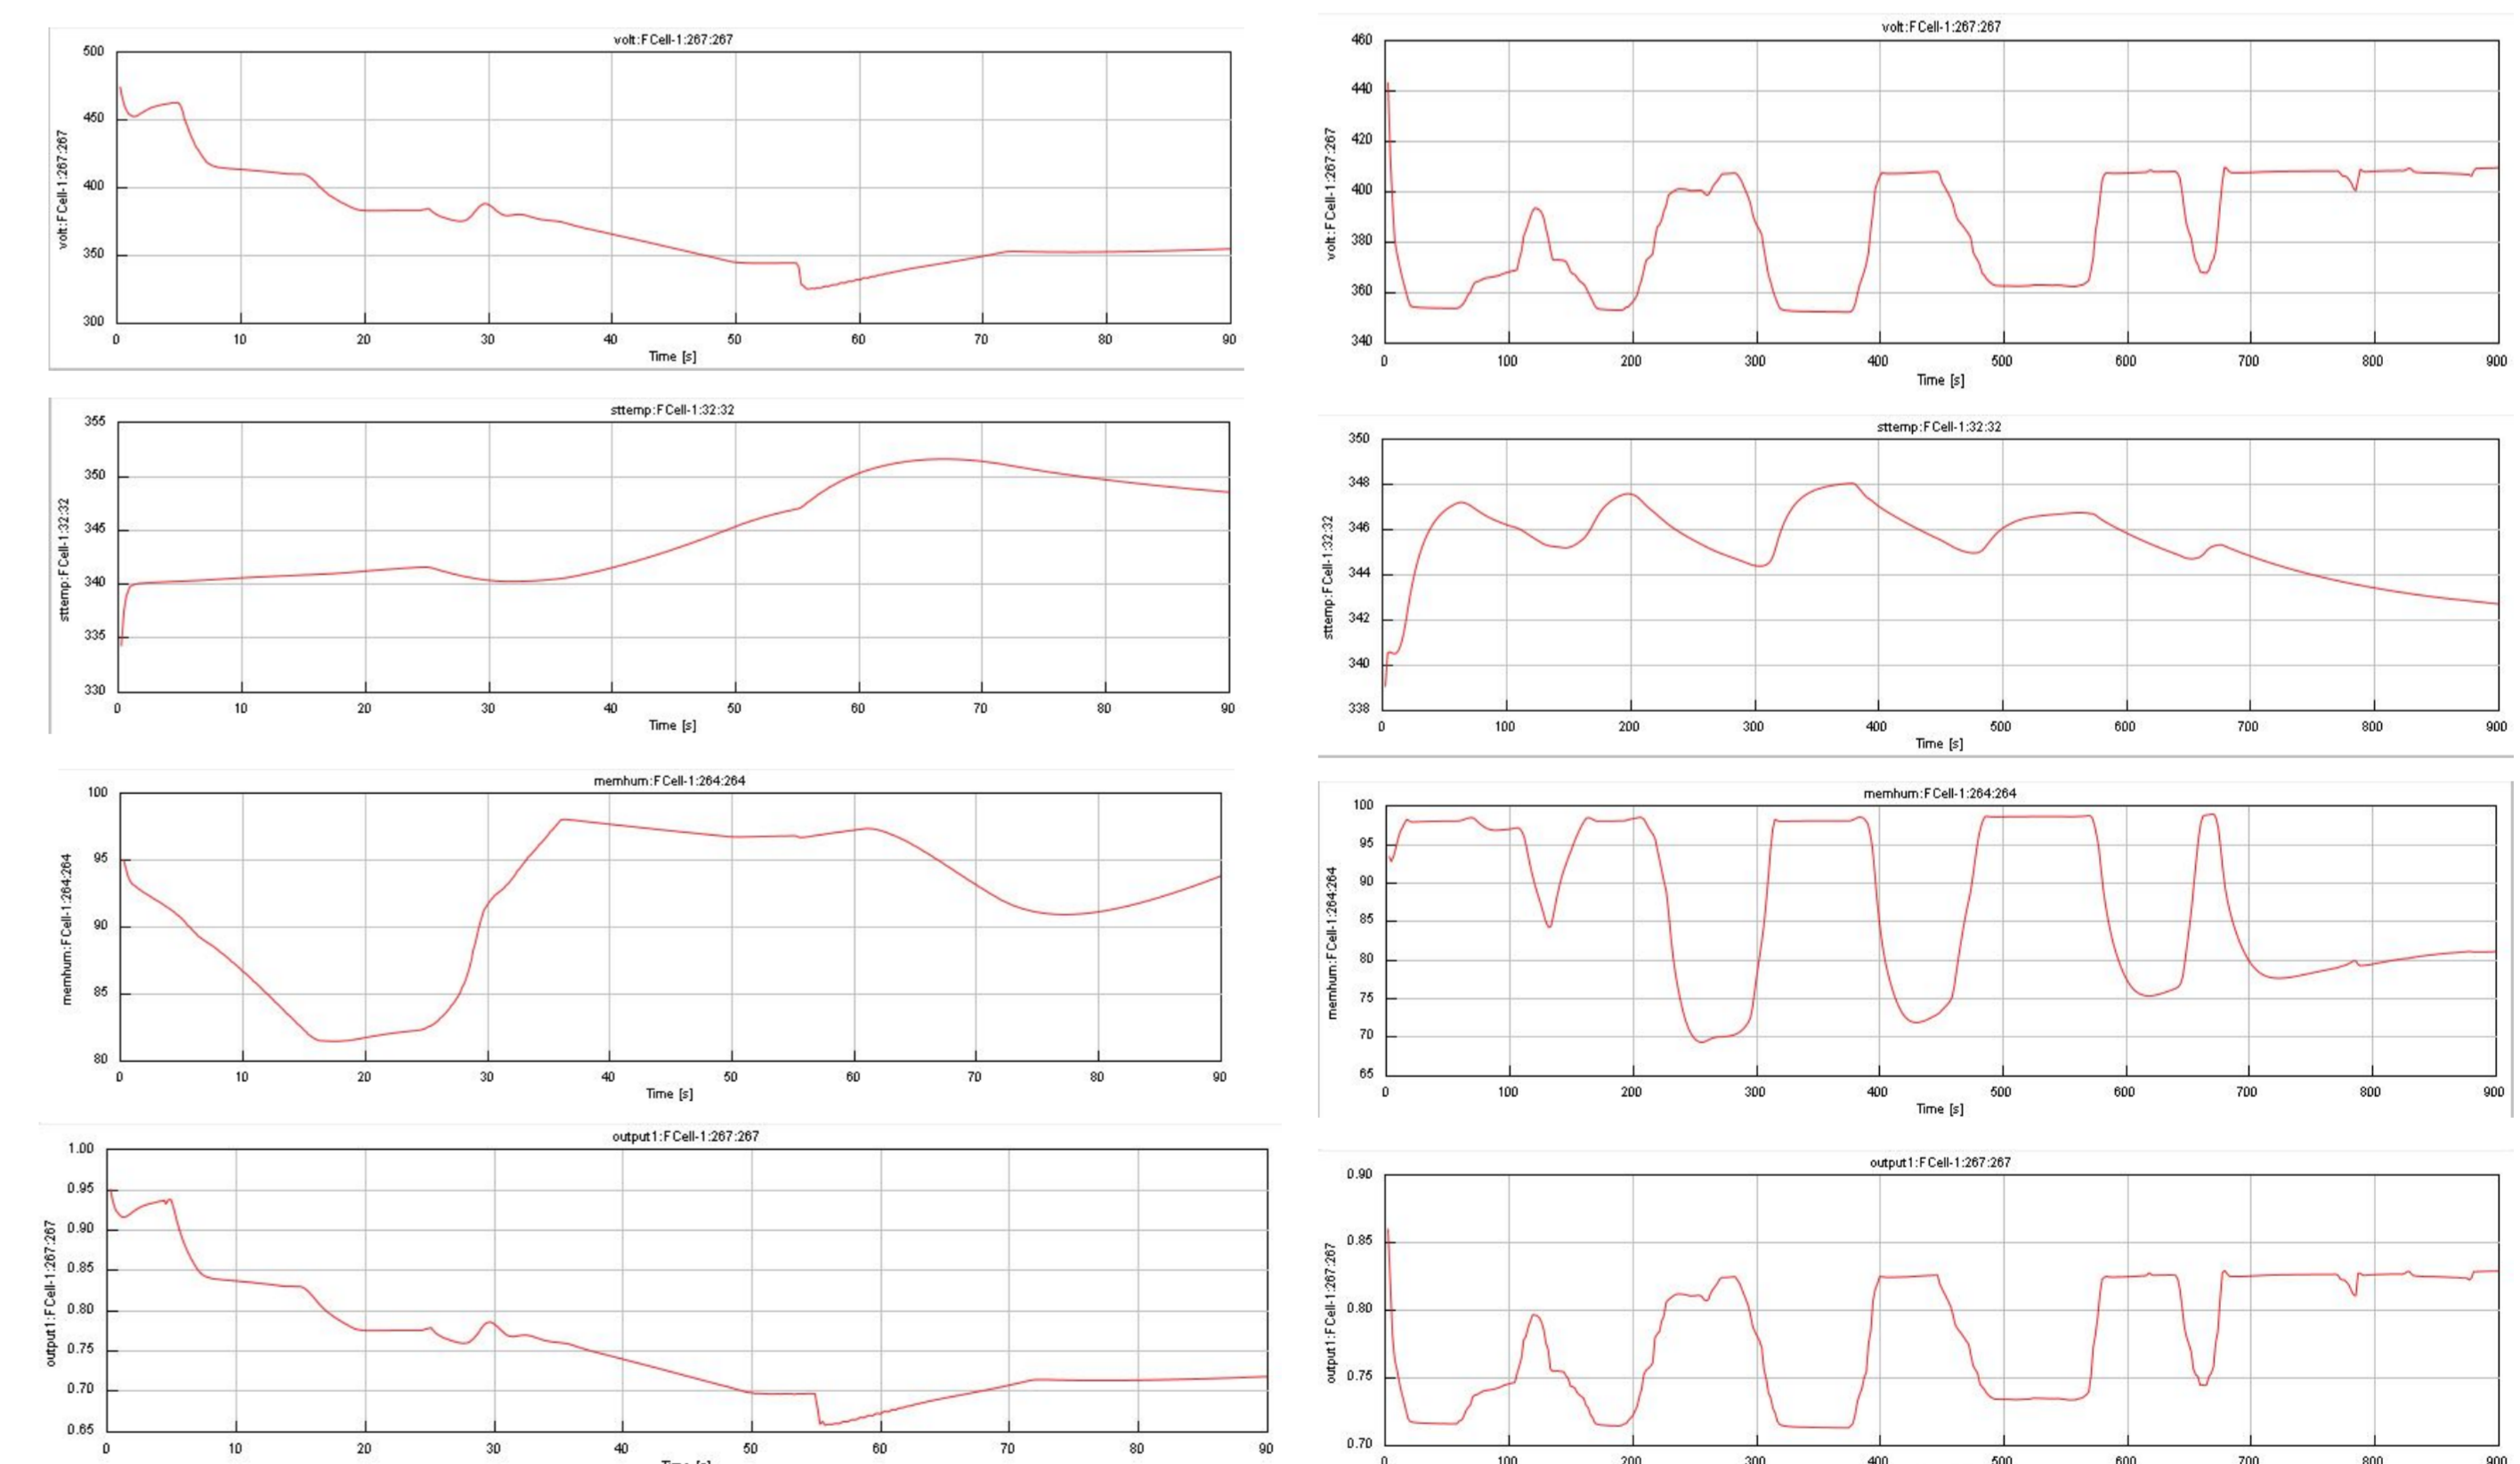 volt:FCell-1:267:267
500
450
400
350
300
volt:FCell-1:267:267
0 10 20 30 40 50 60 70 80 90
Time [s]
sttemp:FCell-1:32:32
355
350
345
340
335
330
sttemp:FCell-1:32:32
0 10 20 30 40 50 60 70 80 90
Time [s]
memhum:FCell-1:264:264
100
95
90
85
80
memhum:FCell-1:264:264
0 10 20 30 40 50 60 70 80 90
Time [s]
output1:FCell-1:267:267
1.00
0.95
0.90
0.85
0.80
0.75
0.70
0.65
output1:FCell-1:267:267
0 10 20 30 40 50 60 70 80 90
Time [s]
volt:FCell-1:267:267
460
440
420
400
380
360
340
volt:FCell-1:267:267
0 100 200 300 400 500 600 700 800 900
Time [s]
sttemp:FCell-1:32:32
350
348
346
344
342
340
338
sttemp:FCell-1:32:32
0 100 200 300 400 500 600 700 800 900
Time [s]
memhum:FCell-1:264:264
100
95
90
85
80
75
70
65
memhum:FCell-1:264:264
0 100 200 300 400 500 600 700 800 900
Time [s]
output1:FCell-1:267:267
0.90
0.85
0.80
0.75
0.70
output1:FCell-1:267:267
0 100 200 300 400 500 600 700 800 900